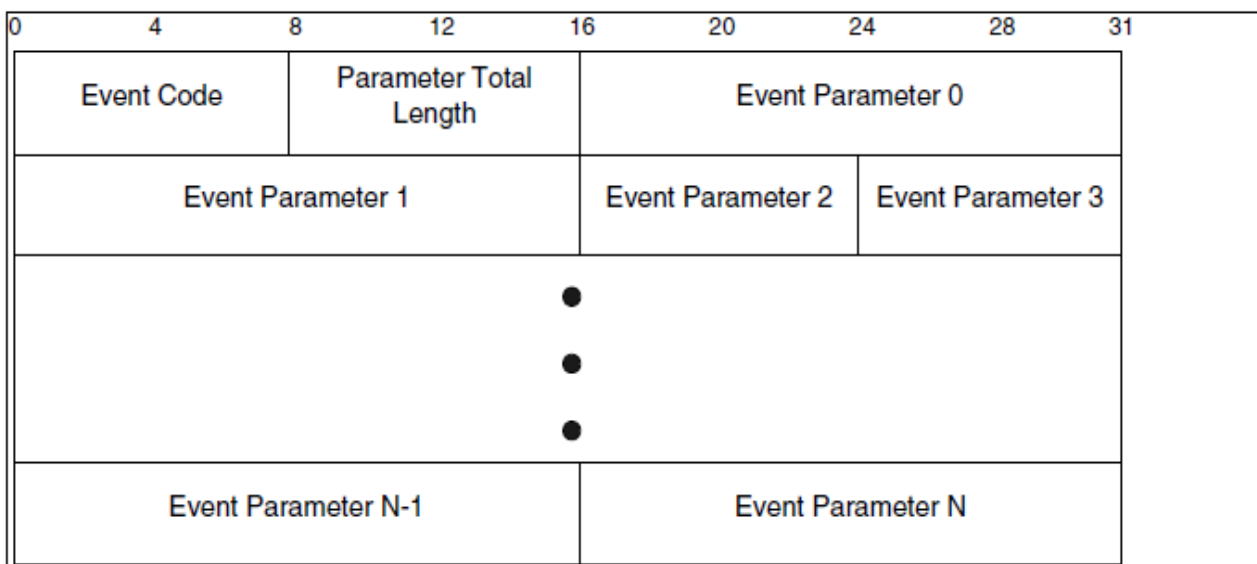 0 4 8 12 16 20 24 28 31
Event Code
Parameter Total
Length
Event Parameter 0
Event Parameter 1
Event Parameter 2
Event Parameter 3
Event Parameter N-1
Event Parameter N